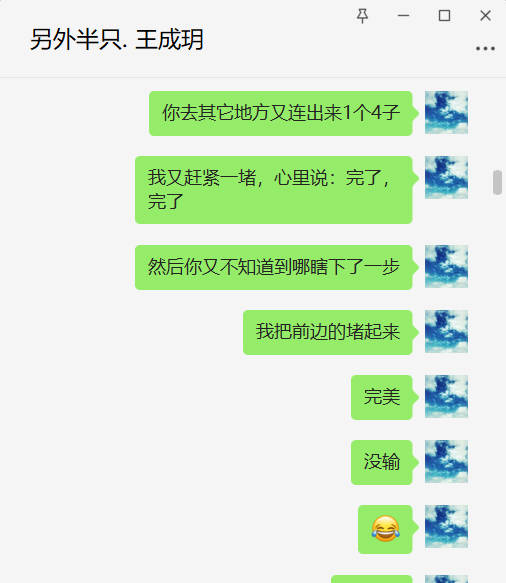 另外半只. 王成玥
你去其它地方又连出来1个4子
我又赶紧一堵，心里说：完了，
完了
然后你又不知道到哪瞎下了一步
我把前边的堵起来
完美
没输
😂